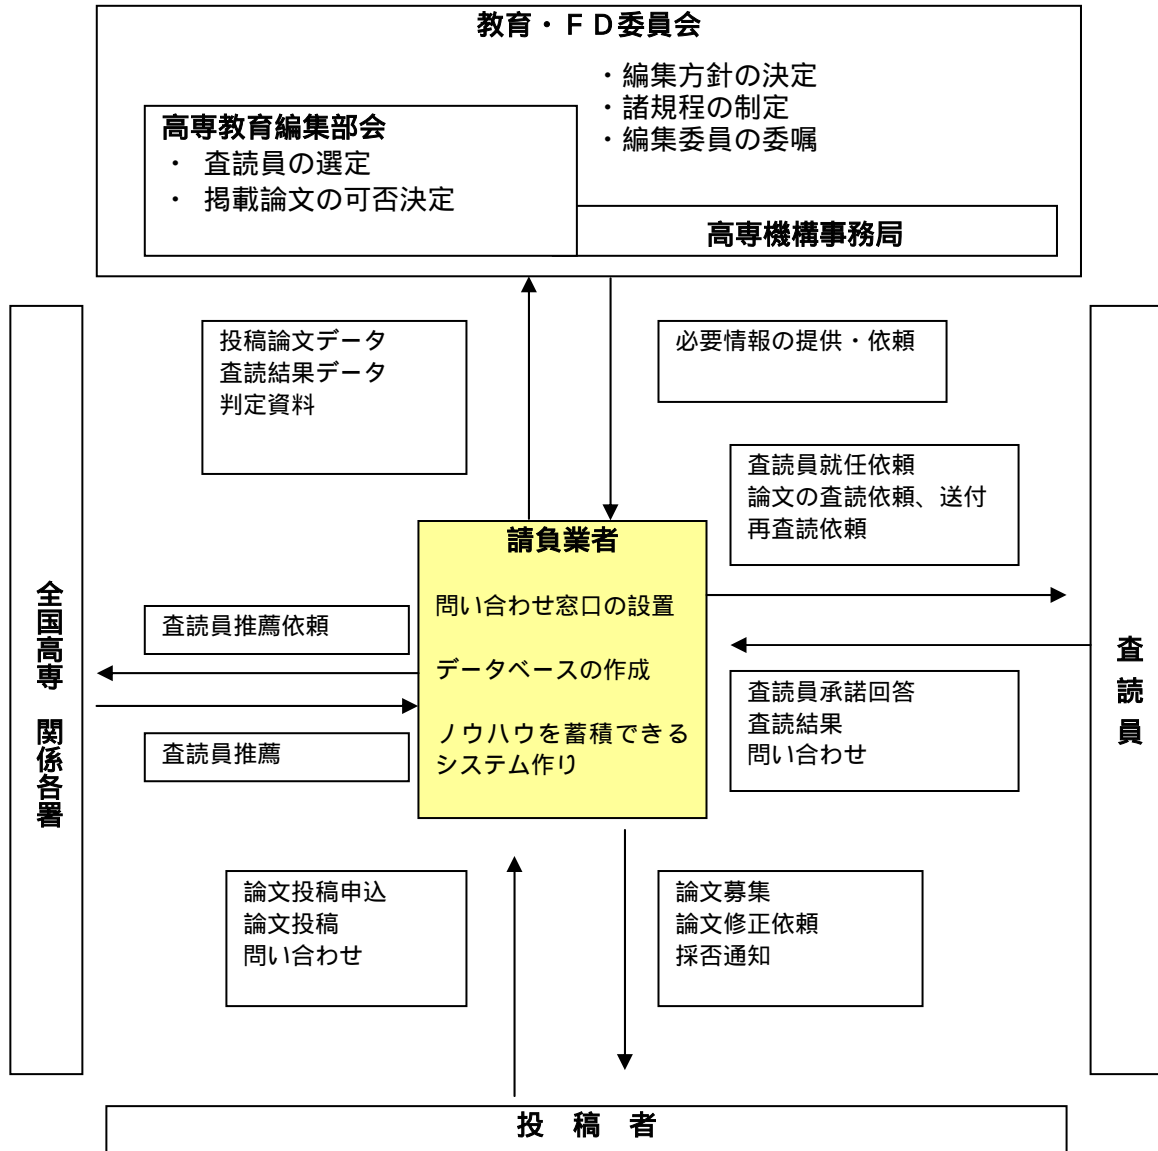 教育・ＦＤ委員会
・編集方針の決定
・諸規程の制定
・編集委員の委嘱
高専教育編集部会
・ 査読員の選定
・ 掲載論文の可否決定
高専機構事務局
投稿論文データ
査読結果データ
判定資料
必要情報の提供・依頼
査読員就任依頼
論文の査読依頼、送付
再査読依頼
請負業者
問い合わせ窓口の設置
データベースの作成
ノウハウを蓄積できる
システム作り
全国高専 関係各署
査読員推薦依頼
査読員推薦
査読員承諾回答
査読結果
問い合わせ
査読員
論文投稿申込
論文投稿
問い合わせ
論文募集
論文修正依頼
採否通知
投 稿 者